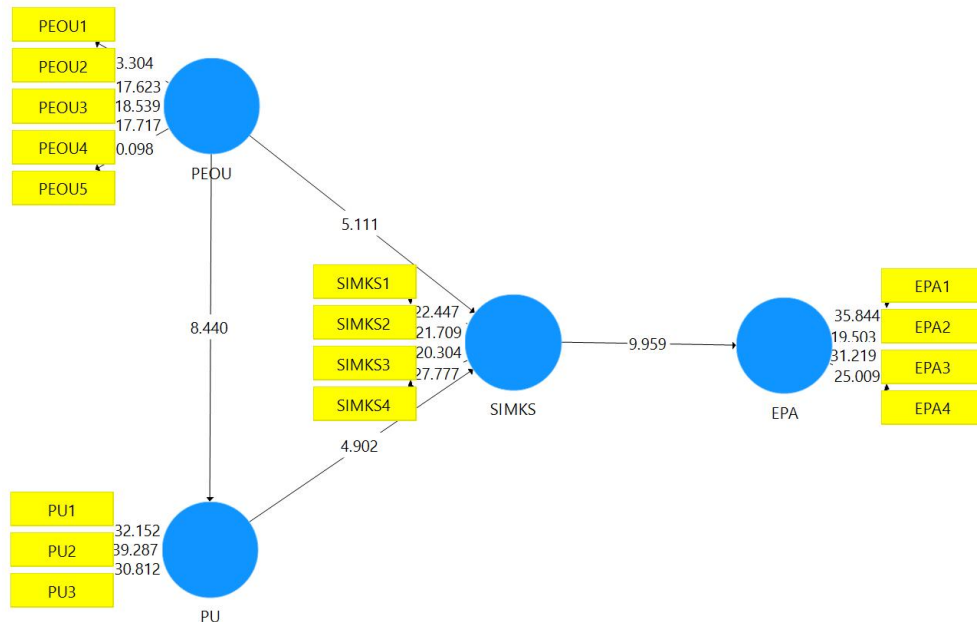 PEOU1
PEOU2
PEOU3
PEOU4
PEOU5
3.304
17.623
18.539
17.717
0.098
PEOU
5.111
8.440
SIMKS1
SIMKS2
SIMKS3
SIMKS4
22.447
21.709
20.304
27.777
SIMKS
9.959
4.902
EPA1
EPA2
EPA3
EPA4
35.844
19.503
31.219
25.009
EPA
PU1
PU2
PU3
32.152
39.287
30.812
PU